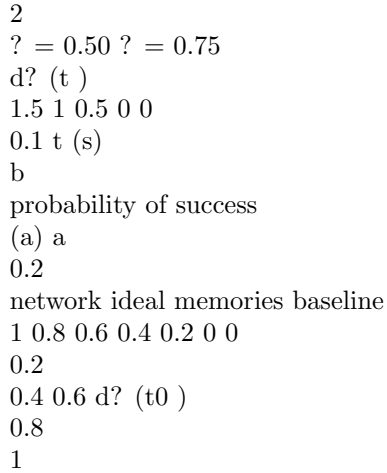 2
? = 0.50 ? = 0.75
d? (t )
1.5 1 0.5 0 0
0.1 t (s)
b
probability of success
(a) a
0.2
network ideal memories baseline
1 0.8 0.6 0.4 0.2 0 0
0.2
0.4 0.6 d? (t0 )
0.8
1